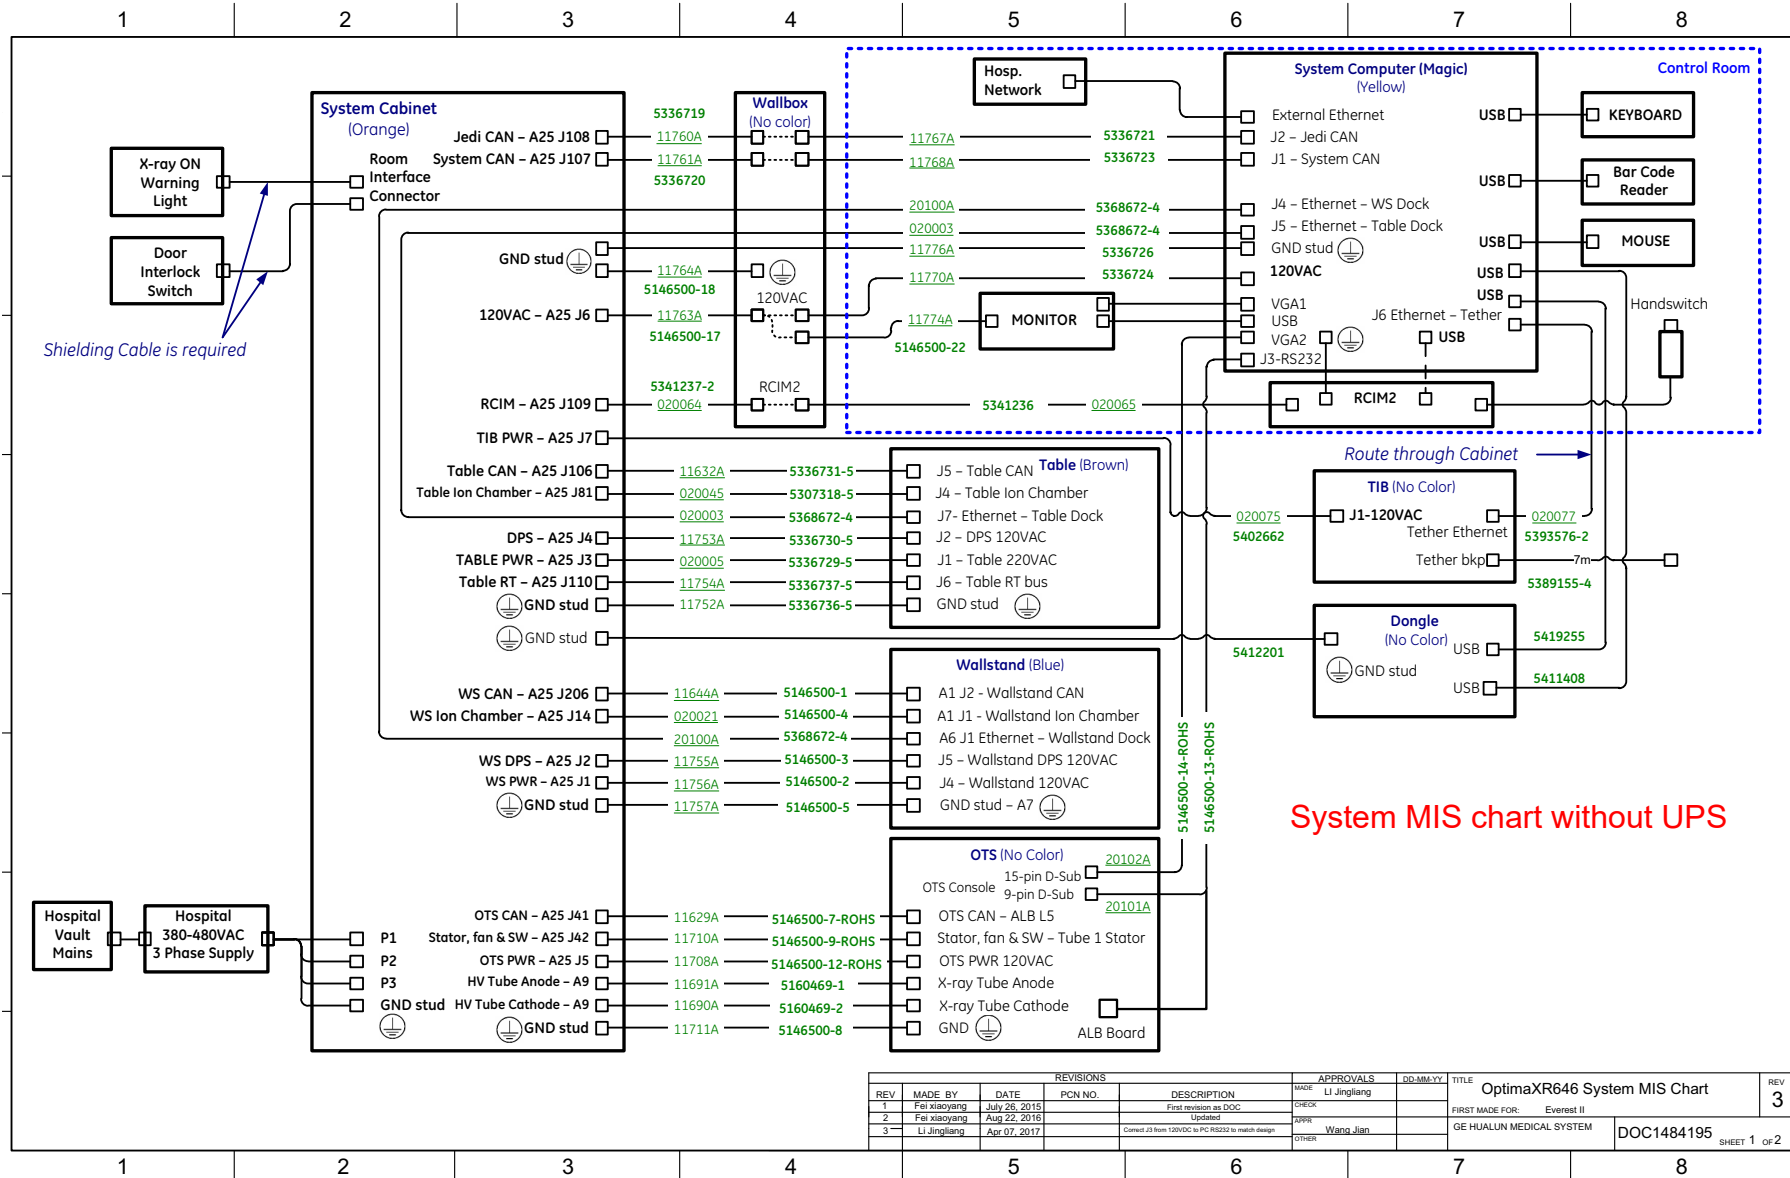 1 2 3 4 5 6 7 8
Control Room
System Cabinet
(Orange)
Jedi CAN – A25 J108
System CAN – A25 J107
Room
Interface
Connector
X-ray ON
Warning
Light
Door
Interlock
Switch
Shielding Cable is required
GND stud
120VAC – A25 J6
RCIM – A25 J109
TIB PWR – A25 J7
Table CAN – A25 J106
Table Ion Chamber – A25 J81
DPS – A25 J4
TABLE PWR – A25 J3
Table RT – A25 J110
GND stud
GND stud
WS CAN – A25 J206
WS Ion Chamber – A25 J14
WS DPS – A25 J2
WS PWR – A25 J1
GND stud
OTS CAN – A25 J41
Stator, fan & SW – A25 J42
OTS PWR – A25 J5
HV Tube Anode – A9
HV Tube Cathode – A9
GND stud
P1
P2
P3
GND stud
Hospital
Vault
Mains
Hospital
380-480VAC
3 Phase Supply
5336719
11760A
11761A
5336720
11764A
5146500-18
11763A
5146500-17
5341237-2
020064
Wallbox
(No color)
120VAC
RCIM2
Hosp.
Network
11767A 5336721
11768A 5336723
20100A 5368672-4
020003 5368672-4
11776A 5336726
11770A 5336724
11774A
5146500-22
MONITOR
5341236 020065
System Computer (Magic)
(Yellow)
External Ethernet
J2 – Jedi CAN
J1 – System CAN
J4 – Ethernet – WS Dock
J5 – Ethernet – Table Dock
GND stud
120VAC
VGA1
USB
VGA2
J3-RS232
USB
USB
USB
USB
USB
J6 Ethernet – Tether
USB
RCIM2
KEYBOARD
Bar Code
Reader
MOUSE
Handswitch
Route through Cabinet
11632A 5336731-5
020045 5307318-5
020003 5368672-4
11753A 5336730-5
020005 5336729-5
11754A 5336737-5
11752A 5336736-5
Table (Brown)
J5 – Table CAN
J4 – Table Ion Chamber
J7- Ethernet – Table Dock
J2 – DPS 120VAC
J1 – Table 220VAC
J6 – Table RT bus
GND stud
020075
5402662
TIB (No Color)
J1-120VAC
Tether Ethernet
Tether bkp
020077
5393576-2
7m
5389155-4
5412201
Dongle
(No Color)
USB
GND stud
USB
5419255
5411408
11644A 5146500-1
020021 5146500-4
20100A 5368672-4
11755A 5146500-3
11756A 5146500-2
11757A 5146500-5
Wallstand (Blue)
A1 J2 - Wallstand CAN
A1 J1 - Wallstand Ion Chamber
A6 J1 Ethernet – Wallstand Dock
J5 – Wallstand DPS 120VAC
J4 – Wallstand 120VAC
GND stud – A7
5146500-14-ROHS
5146500-13-ROHS
System MIS chart without UPS
11629A 5146500-7-ROHS
11710A 5146500-9-ROHS
11708A 5146500-12-ROHS
11691A 5160469-1
11690A 5160469-2
11711A 5146500-8
OTS (No Color)
OTS Console
15-pin D-Sub
9-pin D-Sub
20102A
20101A
OTS CAN – ALB L5
Stator, fan & SW – Tube 1 Stator
OTS PWR 120VAC
X-ray Tube Anode
X-ray Tube Cathode
GND
ALB Board
REVISIONS
REV MADE BY DATE PCN NO. DESCRIPTION
1 Fei xiaoyang July 26, 2015 First revision as DOC
2 Fei xiaoyang Aug 22, 2016 Updated
3 Li Jingliang Apr 07, 2017 Correct J3 from 120VDC to PC RS232 to match design
APPROVALS DD-MM-YY
MADE LI Jingliang
CHECK
APPR Wang Jian
OTHER
TITLE OptimaXR646 System MIS Chart
REV 3
FIRST MADE FOR: Everest II
GE HUALUN MEDICAL SYSTEM
DOC1484195 SHEET 1 OF 2
1 2 3 4 5 6 7 8